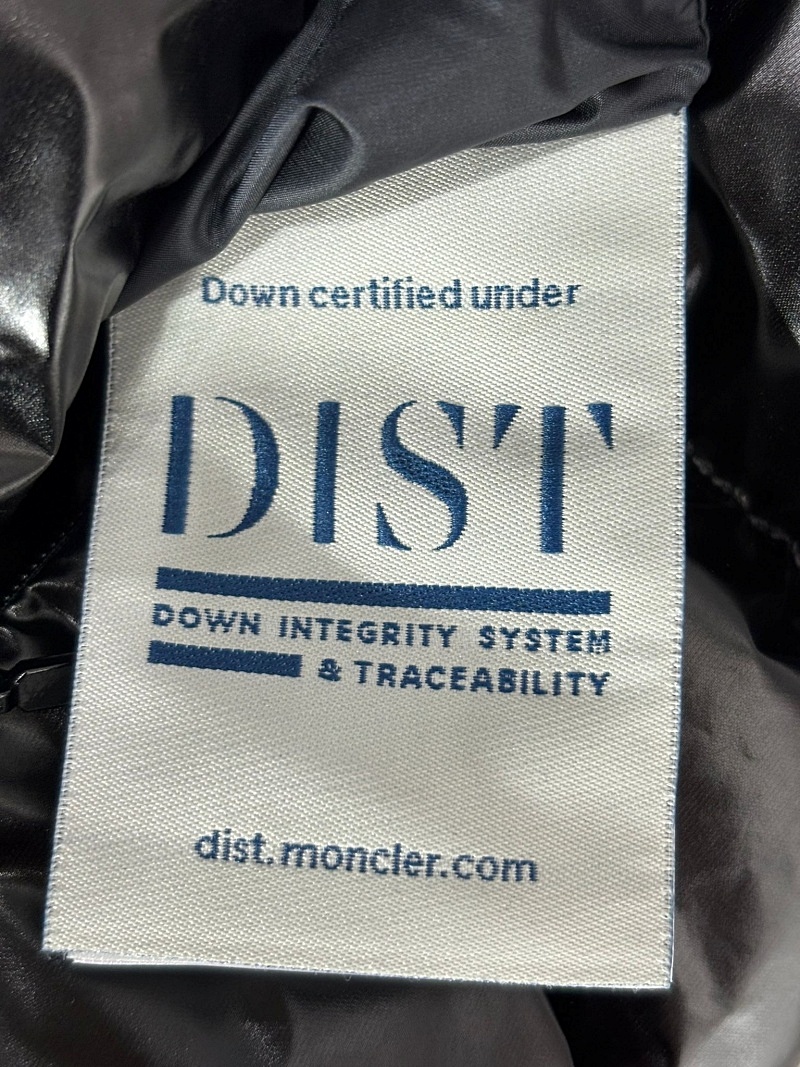 Down certified under
DIST
DOWN INTEGRITY SYSTEM
& TRACEABILITY
dist.moncler.com